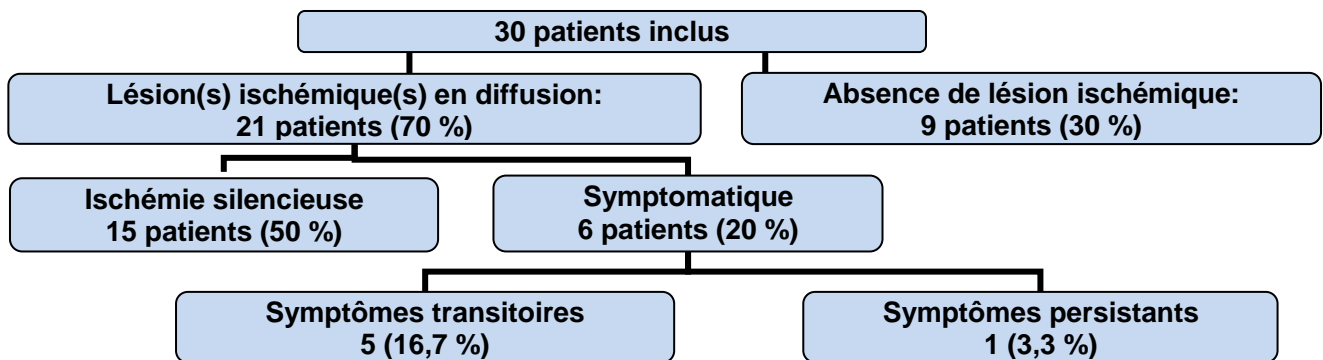 30 patients inclus
Lésion(s) ischémique(s) en diffusion:
21 patients (70 %)
Absence de lésion ischémique:
9 patients (30 %)
Ischémie silencieuse
15 patients (50 %)
Symptomatique
6 patients (20 %)
Symptômes transitoires
5 (16,7 %)
Symptômes persistants
1 (3,3 %)